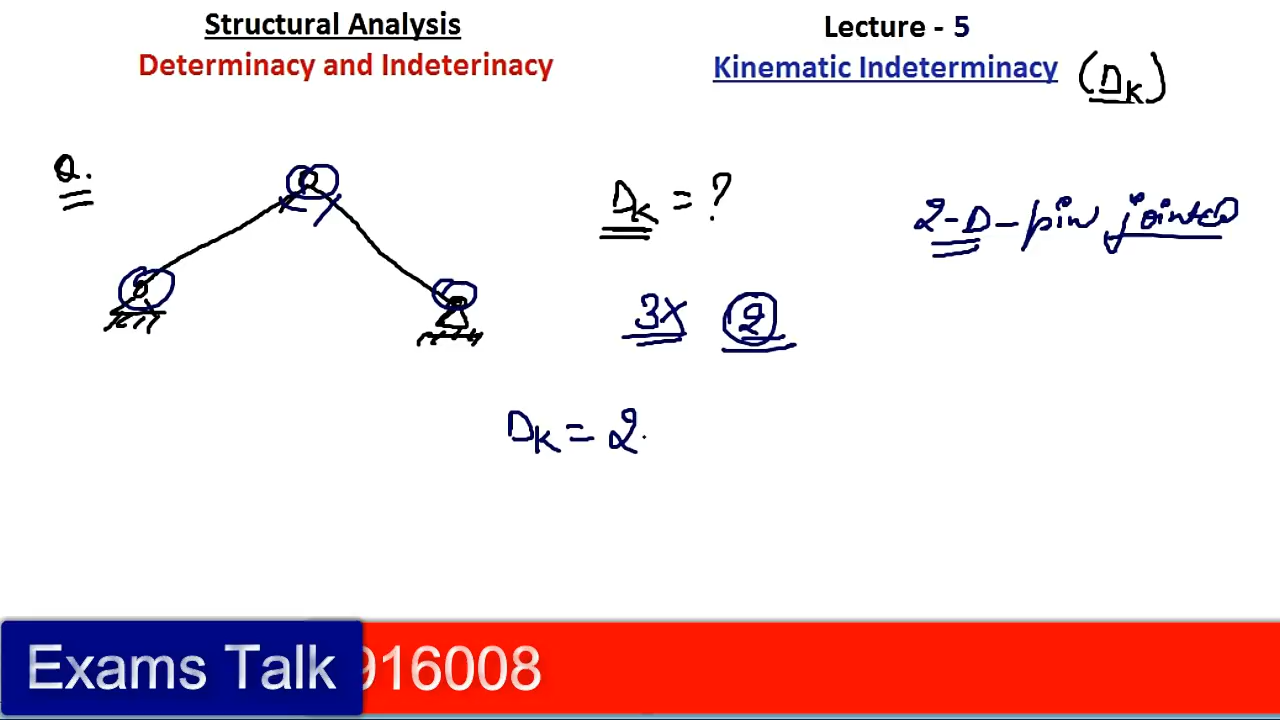 Structural Analysis
Determinacy and Indeterinacy
Lecture - 5
Kinematic Indeterminacy (Dk)
Q.
Dk = ?
2-D-pin jointed
3x 2
Dk = 2.
Exams Talk 916008